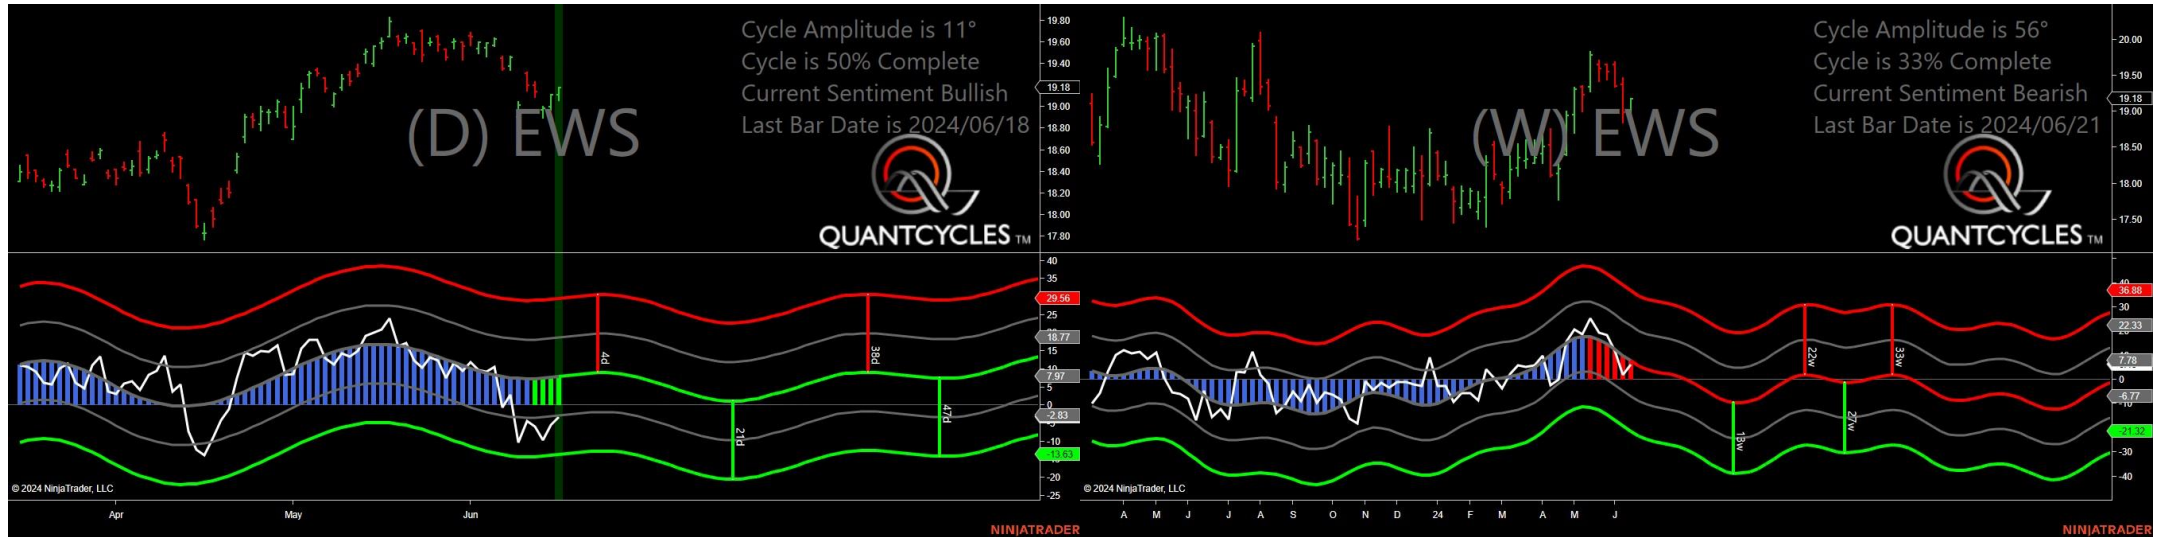 Cycle Amplitude is 11°
Cycle is 50% Complete
Current Sentiment Bullish
Last Bar Date is 2024/06/18
(D) EWS
QUANTCYCLES TM
19.80
19.60
19.40
19.18
19.00
18.80
18.60
18.40
18.20
18.00
17.80
40
35
29.56
25
18.77
15
7.97
5
0
-2.83
-5
-10
-13.63
-20
-25
4d
38d
21d
47d
© 2024 NinjaTrader, LLC
Apr May Jun
NINJATRADER
Cycle Amplitude is 56°
Cycle is 33% Complete
Current Sentiment Bearish
Last Bar Date is 2024/06/21
(W) EWS
QUANTCYCLES TM
20.00
19.50
19.18
19.00
18.50
18.00
17.50
40
36.88
30
22.33
10
7.78
0
-6.77
-10
-21.32
-30
-40
22w
33w
13w
27w
© 2024 NinjaTrader, LLC
A M J J A S O N D 24 F M A M J
NINJATRADER